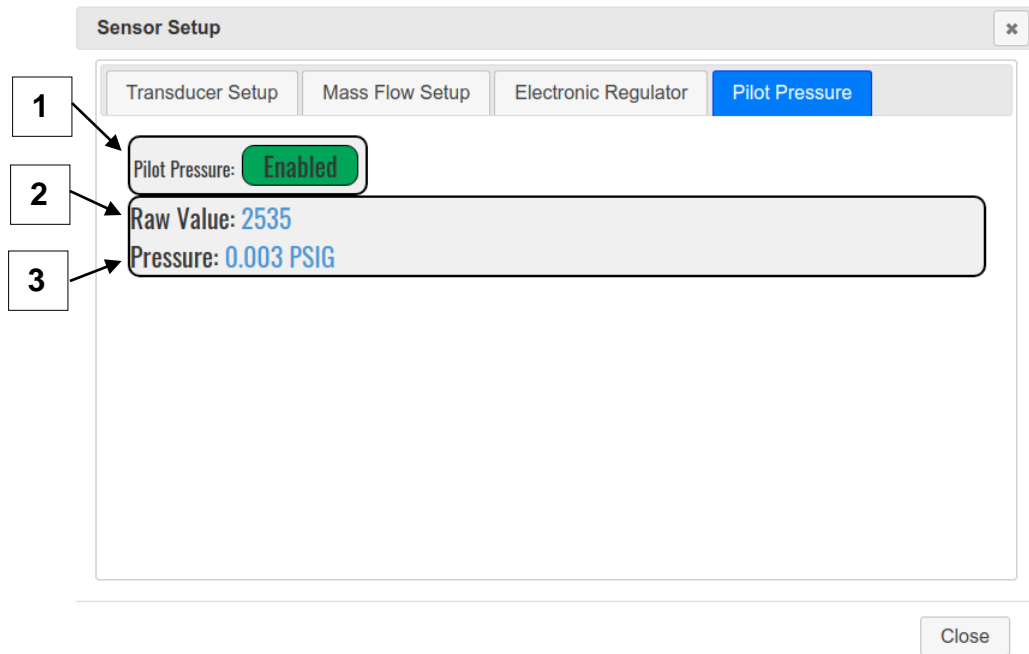 Sensor Setup
Transducer Setup Mass Flow Setup Electronic Regulator Pilot Pressure
1
Pilot Pressure: Enabled
2
Raw Value: 2535
Pressure: 0.003 PSIG
3
Close